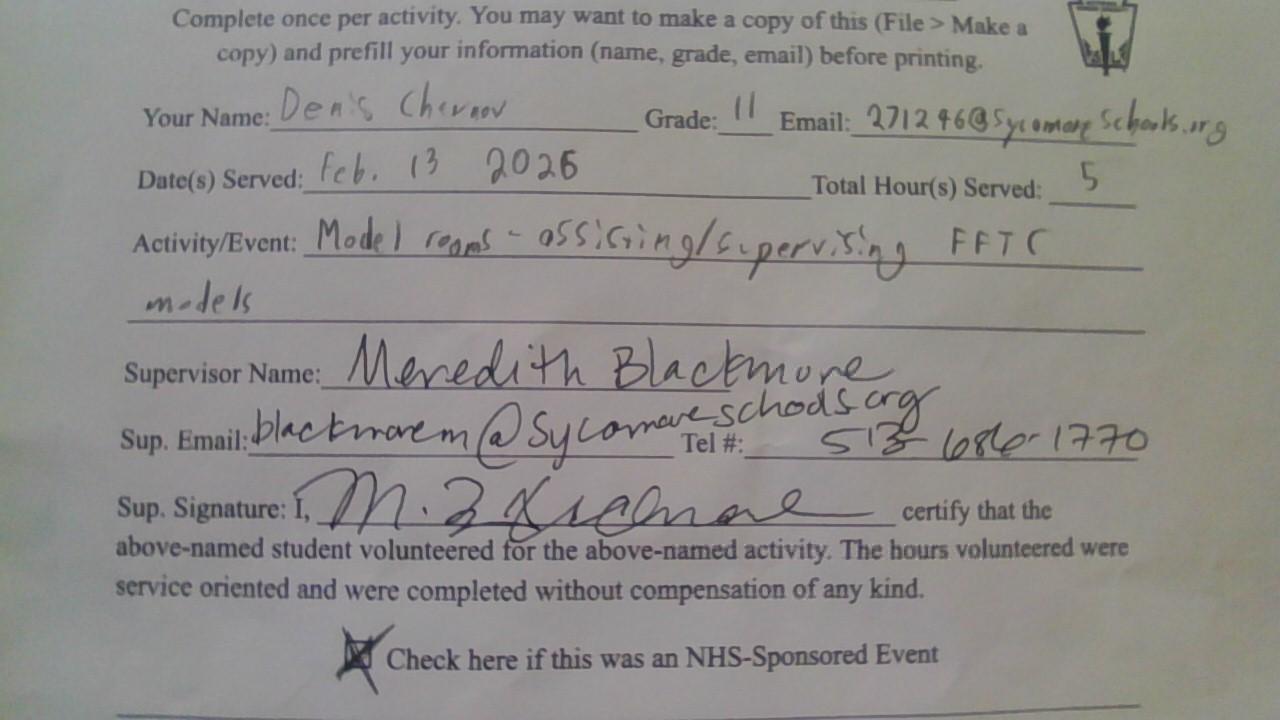 Complete once per activity. You may want to make a copy of this (File > Make a
copy) and prefill your information (name, grade, email) before printing.
Your Name: Denis Chernov Grade: 11 Email: 271296@sycamoreschools.org
Date(s) Served: Feb. 13 2026 Total Hour(s) Served: 5
Activity/Event: Model rooms - assisting/supervising FFTC
models
Supervisor Name: Meredith Blackmore
Sup. Email: blackmorem@sycamoreschools.org Tel #: 513-686-1770
Sup. Signature: I, certify that the
above-named student volunteered for the above-named activity. The hours volunteered were
service oriented and were completed without compensation of any kind.
Check here if this was an NHS-Sponsored Event